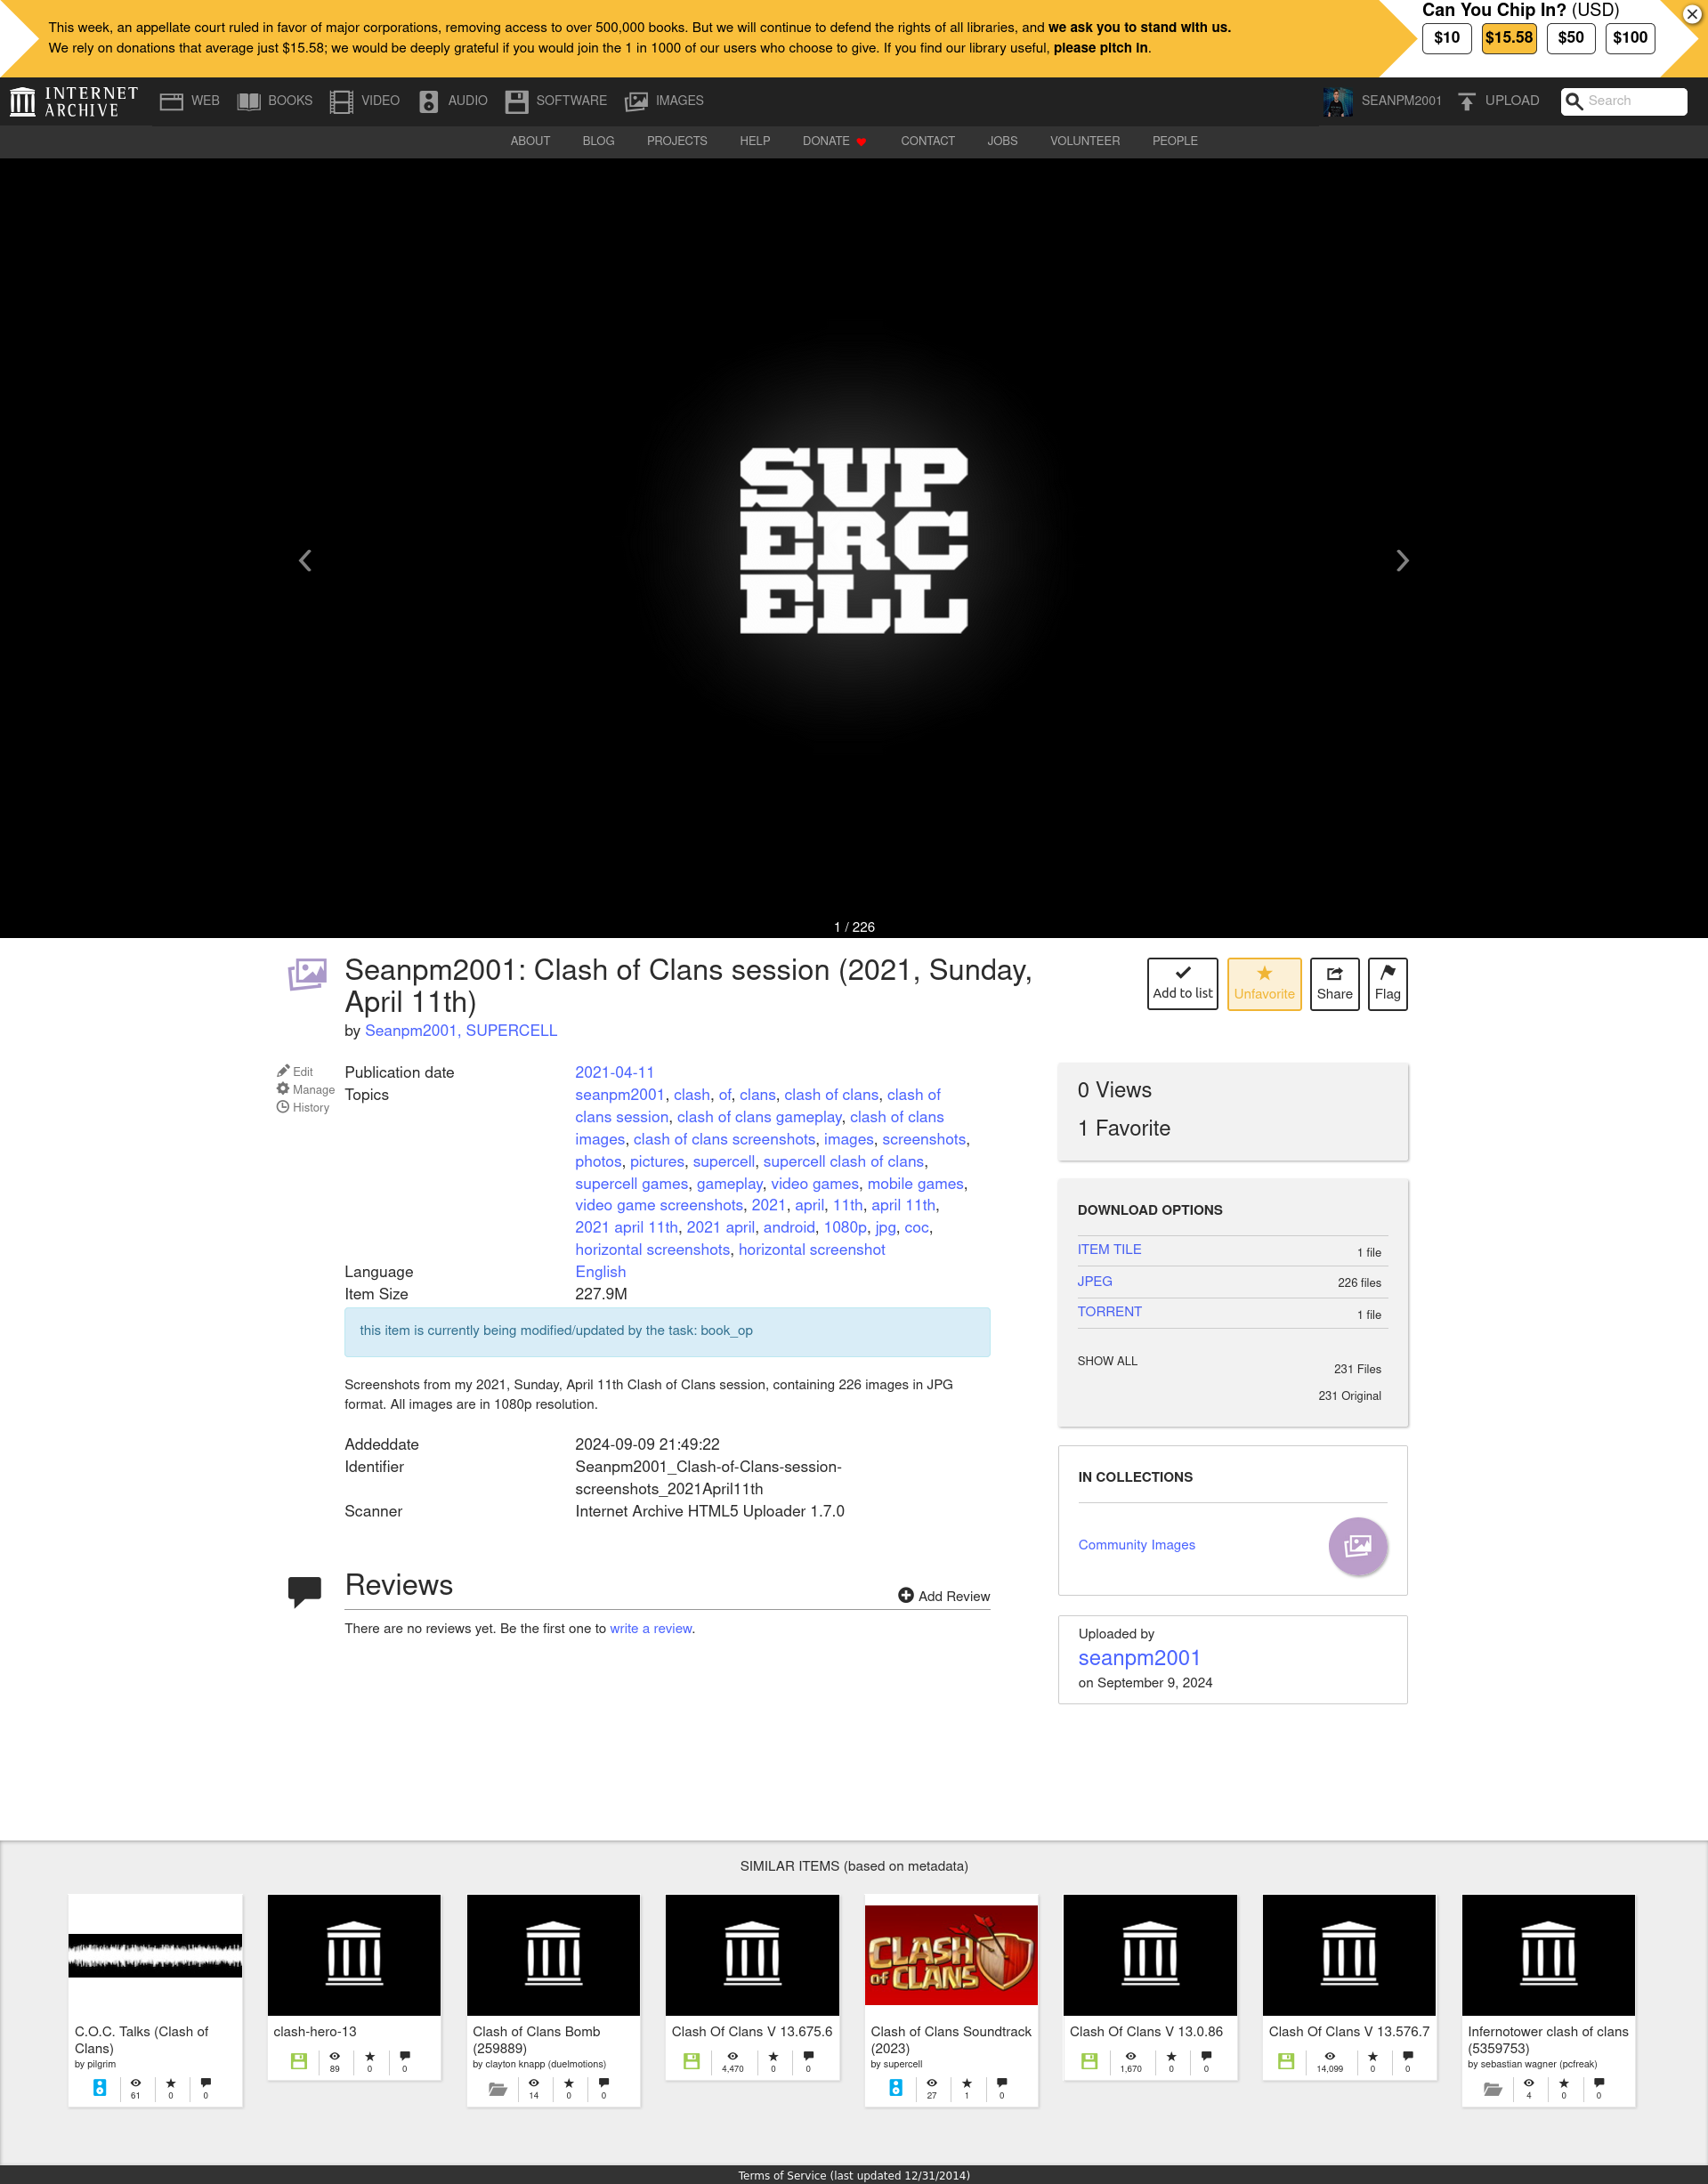 This week, an appellate court ruled in favor of major corporations, removing access to over 500,000 books. But we will continue to defend the rights of all libraries, and we ask you to stand with us.
We rely on donations that average just $15.58; we would be deeply grateful if you would join the 1 in 1000 of our users who choose to give. If you find our library useful, please pitch in.
Can You Chip In? (USD)
$10 $15.58 $50 $100
INTERNET ARCHIVE
WEB BOOKS VIDEO AUDIO SOFTWARE IMAGES SEANPM2001 UPLOAD Search
ABOUT BLOG PROJECTS HELP DONATE CONTACT JOBS VOLUNTEER PEOPLE
SUP
ERC
ELL
1 / 226
Seanpm2001: Clash of Clans session (2021, Sunday,
April 11th)
by Seanpm2001, SUPERCELL
Add to list Unfavorite Share Flag
Edit
Manage
History
Publication date 2021-04-11
Topics seanpm2001, clash, of, clans, clash of clans, clash of
clans session, clash of clans gameplay, clash of clans
images, clash of clans screenshots, images, screenshots,
photos, pictures, supercell, supercell clash of clans,
supercell games, gameplay, video games, mobile games,
video game screenshots, 2021, april, 11th, april 11th,
2021 april 11th, 2021 april, android, 1080p, jpg, coc,
horizontal screenshots, horizontal screenshot
Language English
Item Size 227.9M
this item is currently being modified/updated by the task: book_op
Screenshots from my 2021, Sunday, April 11th Clash of Clans session, containing 226 images in JPG
format. All images are in 1080p resolution.
Addeddate 2024-09-09 21:49:22
Identifier Seanpm2001_Clash-of-Clans-session-
screenshots_2021April11th
Scanner Internet Archive HTML5 Uploader 1.7.0
Reviews
Add Review
There are no reviews yet. Be the first one to write a review.
0 Views
1 Favorite
DOWNLOAD OPTIONS
ITEM TILE 1 file
JPEG 226 files
TORRENT 1 file
SHOW ALL 231 Files
231 Original
IN COLLECTIONS
Community Images
Uploaded by
seanpm2001
on September 9, 2024
SIMILAR ITEMS (based on metadata)
CLASH
OF CLANS
C.O.C. Talks (Clash of
Clans)
by pilgrim
61 0 0
clash-hero-13
89 0 0
Clash of Clans Bomb
(259889)
by clayton knapp (duelmotions)
14 0 0
Clash Of Clans V 13.675.6
4,470 0 0
Clash of Clans Soundtrack
(2023)
by supercell
27 1 0
Clash Of Clans V 13.0.86
1,670 0 0
Clash Of Clans V 13.576.7
14,099 0 0
Infernotower clash of clans
(5359753)
by sebastian wagner (pcfreak)
4 0 0
Terms of Service (last updated 12/31/2014)